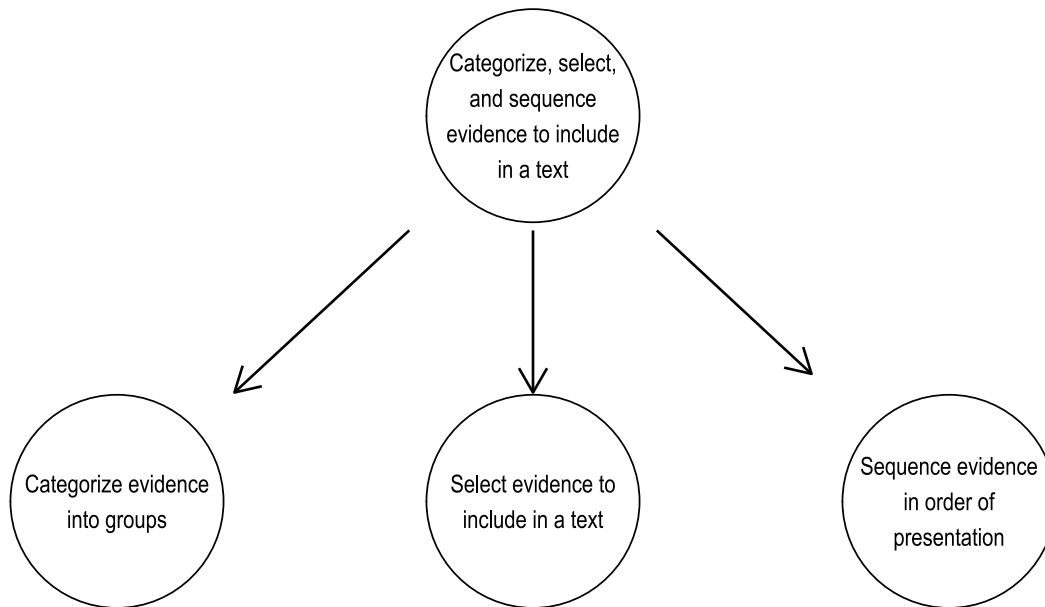 Categorize, select,
and sequence
evidence to include
in a text
Categorize evidence
into groups
Select evidence to
include in a text
Sequence evidence
in order of
presentation